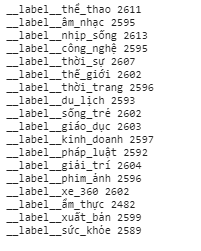 __label__thể_thao 2611
__label__âm_nhạc 2595
__label__nhịp_sống 2613
__label__công_nghệ 2595
__label__thời_sự 2607
__label__thế_giới 2602
__label__thời_trang 2596
__label__du_lịch 2593
__label__sống_trẻ 2602
__label__giáo_dục 2603
__label__kinh_doanh 2597
__label__pháp_luật 2592
__label__giải_trí 2604
__label__phim_ảnh 2596
__label__xe_360 2602
__label__ẩm_thực 2482
__label__xuất_bản 2599
__label__sức_khỏe 2589